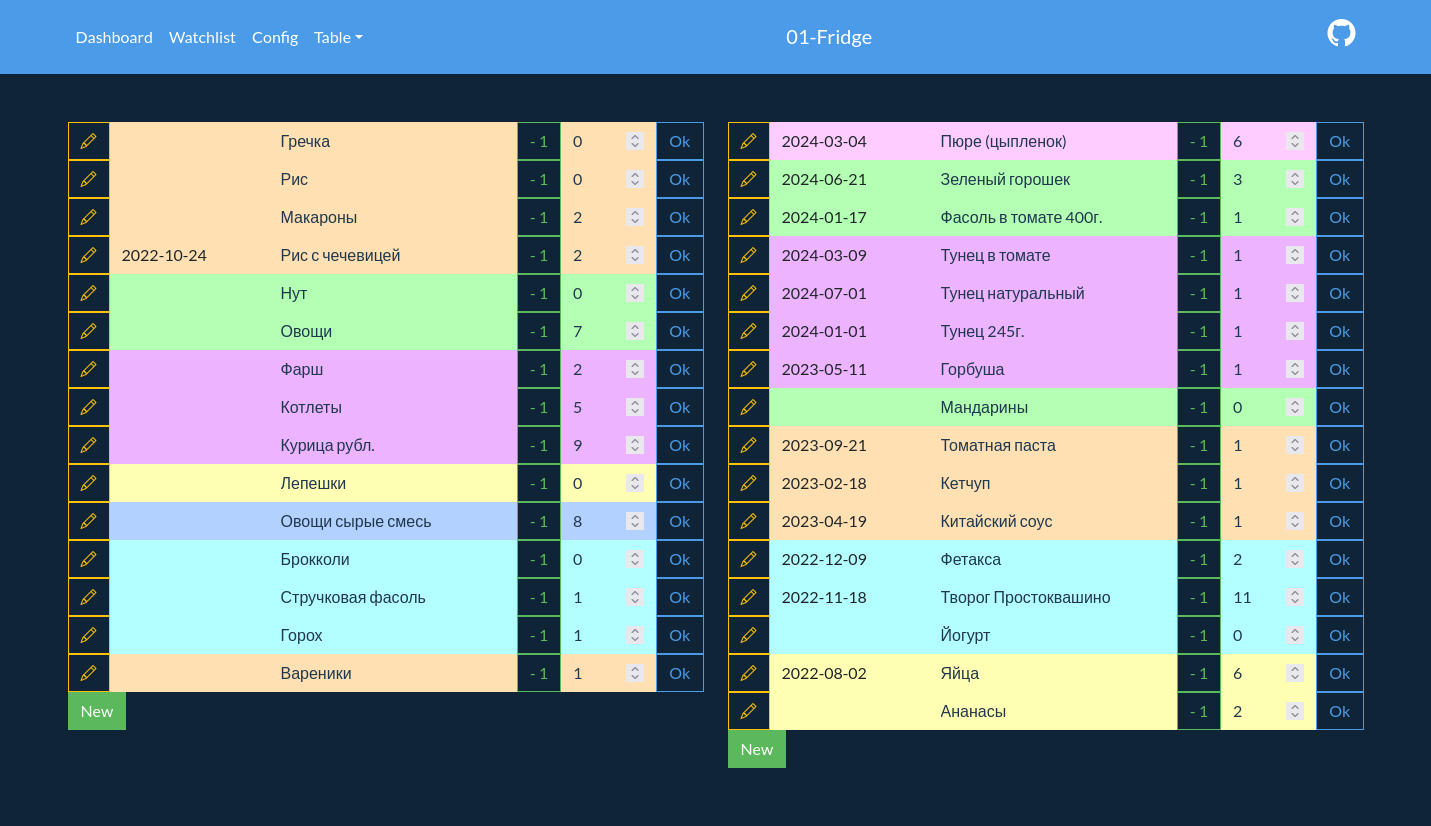 Dashboard Watchlist Config Table 01-Fridge
Гречка - 1 0 Ok
Рис - 1 0 Ok
Макароны - 1 2 Ok
2022-10-24 Рис с чечевицей - 1 2 Ok
Нут - 1 0 Ok
Овощи - 1 7 Ok
Фарш - 1 2 Ok
Котлеты - 1 5 Ok
Курица рубл. - 1 9 Ok
Лепешки - 1 0 Ok
Овощи сырые смесь - 1 8 Ok
Брокколи - 1 0 Ok
Стручковая фасоль - 1 1 Ok
Горох - 1 1 Ok
Вареники - 1 1 Ok
New
2024-03-04 Пюре (цыпленок) - 1 6 Ok
2024-06-21 Зеленый горошек - 1 3 Ok
2024-01-17 Фасоль в томате 400г. - 1 1 Ok
2024-03-09 Тунец в томате - 1 1 Ok
2024-07-01 Тунец натуральный - 1 1 Ok
2024-01-01 Тунец 245г. - 1 1 Ok
2023-05-11 Горбуша - 1 1 Ok
Мандарины - 1 0 Ok
2023-09-21 Томатная паста - 1 1 Ok
2023-02-18 Кетчуп - 1 1 Ok
2023-04-19 Китайский соус - 1 1 Ok
2022-12-09 Фетакса - 1 2 Ok
2022-11-18 Творог Простоквашино - 1 11 Ok
Йогурт - 1 0 Ok
2022-08-02 Яйца - 1 6 Ok
Ананасы - 1 2 Ok
New